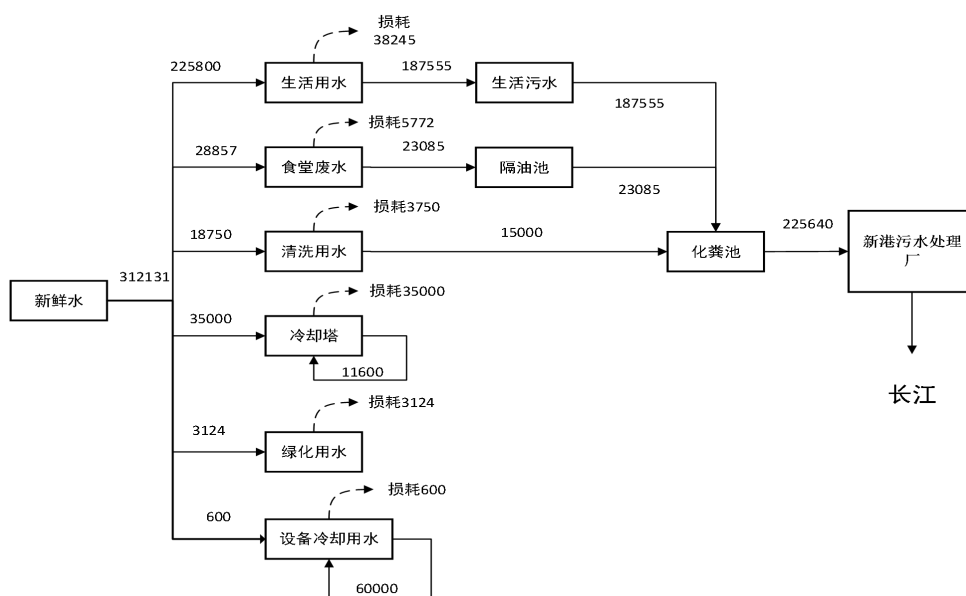 损耗
38245
225800
生活用水
187555
生活污水
187555
损耗5772
28857
食堂废水
23085
隔油池
23085
损耗3750
18750
清洗用水
15000
化粪池
225640
新港污水处理
厂
312131
新鲜水
损耗35000
35000
冷却塔
11600
长江
损耗3124
3124
绿化用水
损耗600
600
设备冷却用水
60000